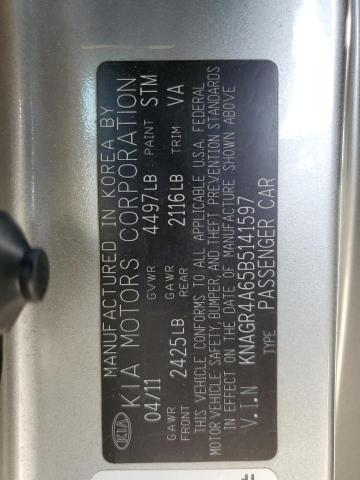 MANUFACTURED IN KOREA BY
KIA KIA MOTORS CORPORATION
04/11 GVWR 4497LB PAINT STM
GAWR FRONT 2425LB GAWR REAR 2116LB TRIM VA
THIS VEHICLE CONFORMS TO ALL APPLICABLE U.S.A FEDERAL
MOTOR VEHICLE SAFETY, BUMPER, AND THEFT PREVENTION STANDARDS
IN EFFECT ON THE DATE OF MANUFACTURE SHOWN ABOVE
V.I.N KNAGR4A65B5141597
TYPE PASSENGER CAR